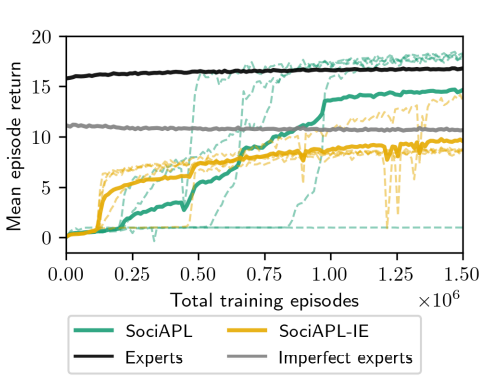 20
15
10
5
0
Mean episode return
0.00 0.25 0.50 0.75 1.00 1.25 1.50
Total training episodes ×10⁶
SociAPL SociAPL-IE
Experts Imperfect experts